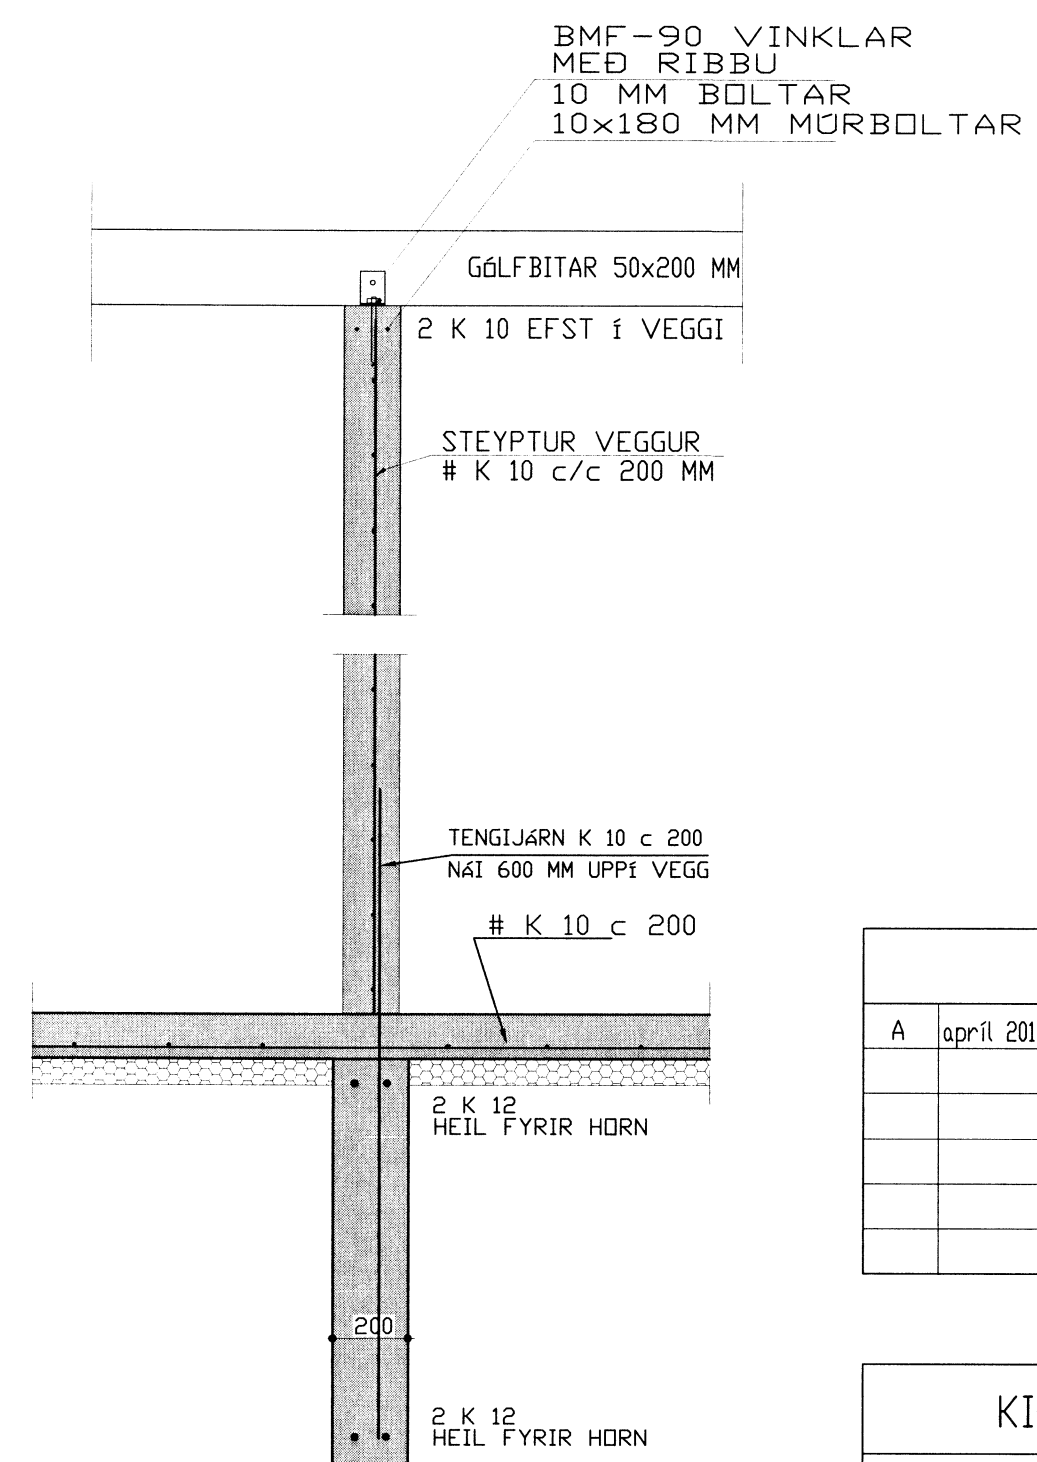 BMF-90 VINKLAR
MEÐ RIBBU
10 MM BOLTAR
10x180 MM MÚRBOLTAR
GÓLFBITAR 50x200 MM
2 K 10 EFST Í VEGGI
STEYPTUR VEGGUR
# K 10 c/c 200 MM
TENGIJÁRN K 10 c 200
NÁI 600 MM UPPÍ VEGG
# K 10 c 200
A apríl 201
2 K 12
HEIL FYRIR HORN
200
KI
2 K 12
HEIL FYRIR HORN